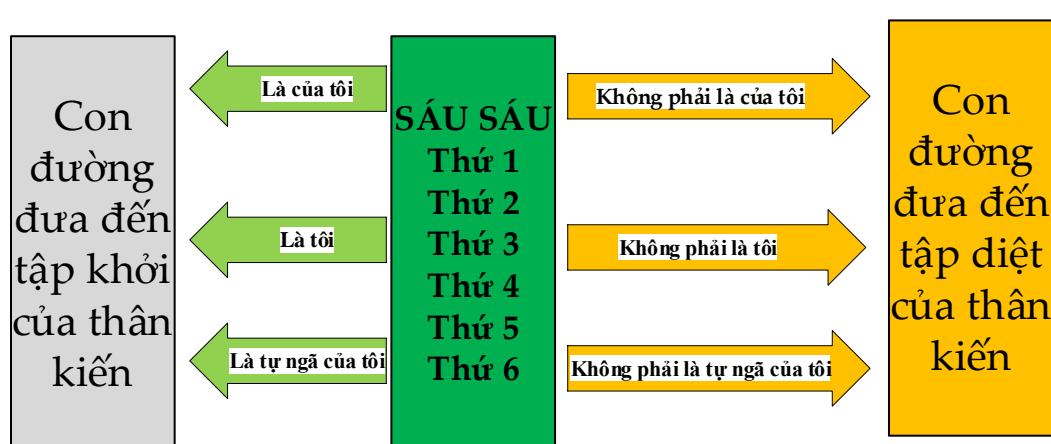 Con
đường
đưa đến
tập khởi
của thân
kiến
Là của tôi
Là tôi
Là tự ngã của tôi
SÁU SÁU
Thứ 1
Thứ 2
Thứ 3
Thứ 4
Thứ 5
Thứ 6
Không phải là của tôi
Không phải là tôi
Không phải là tự ngã của tôi
Con
đường
đưa đến
tập diệt
của thân
kiến